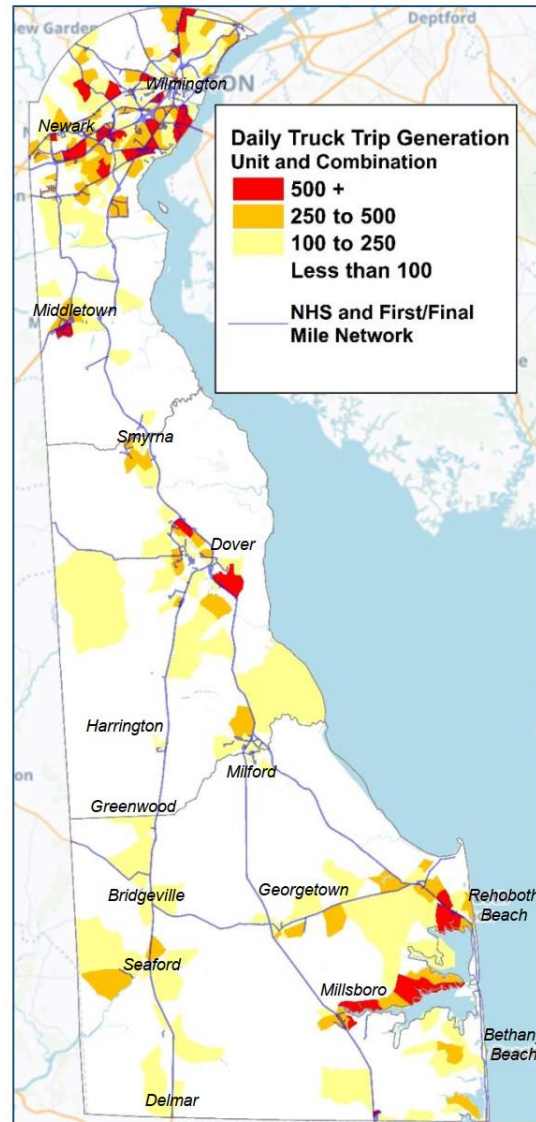 Deptford
New Garden
Wilmington
Newark
Daily Truck Trip Generation
Unit and Combination
500 +
250 to 500
100 to 250
Less than 100
NHS and First/Final
Mile Network
Middletown
Smyrna
Dover
Harrington
Milford
Greenwood
Bridgeville
Georgetown
Rehoboth
Beach
Seaford
Millsboro
Bethany
Beach
Delmar